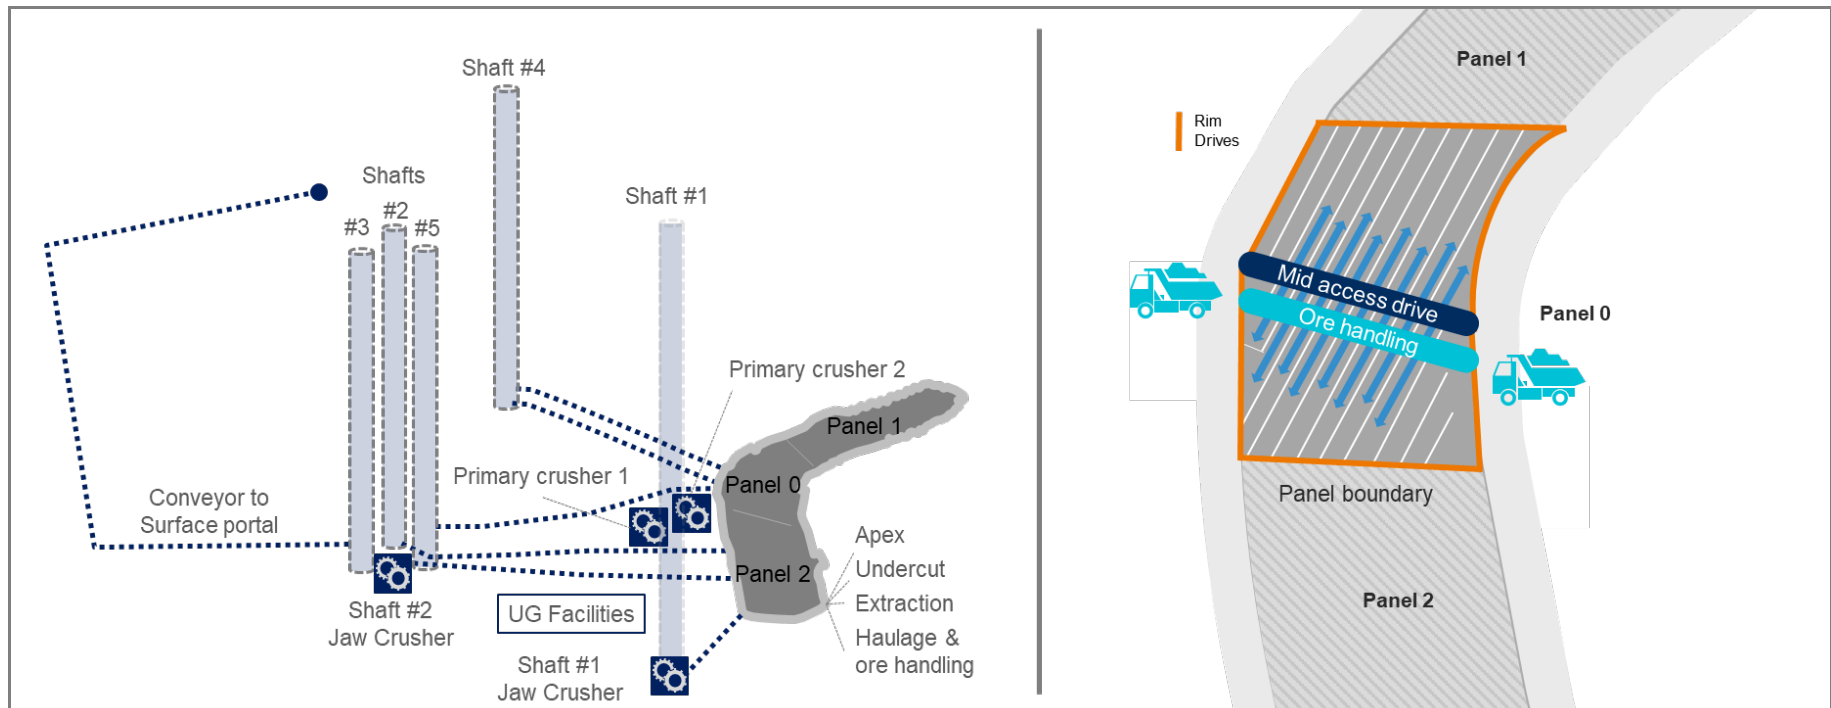 Shaft #4
Shafts
#2
#3
#5
Shaft #1
Primary crusher 2
Panel 1
Primary crusher 1
Panel 0
Conveyor to
Surface portal
Apex
Undercut
Panel 2
Extraction
Shaft #2
Jaw Crusher
UG Facilities
Haulage &
ore handling
Shaft #1
Jaw Crusher
Panel 1
Rim
Drives
Mid access drive
Ore handling
Panel 0
Panel boundary
Panel 2